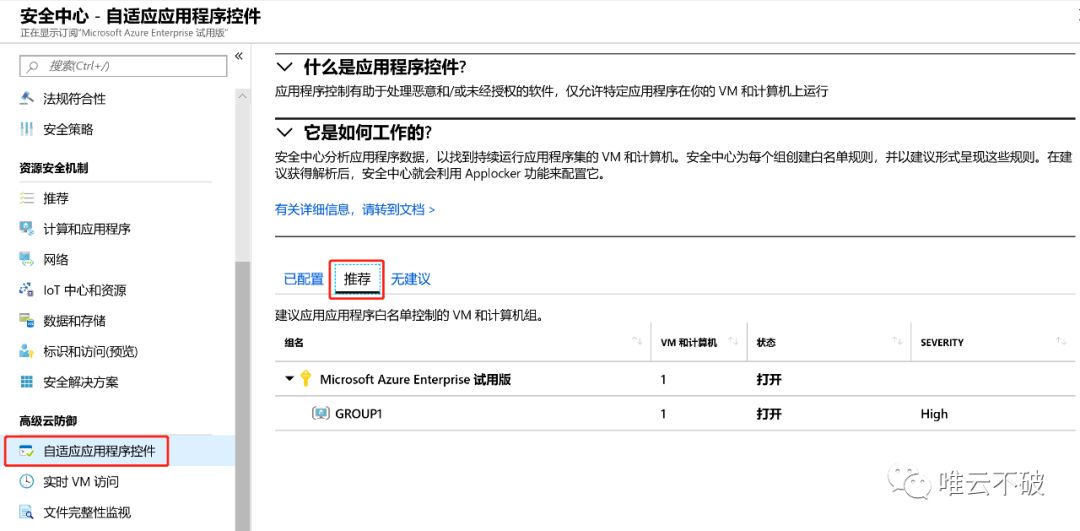 安全中心 - 自适应应用程序控件
正在显示订阅"Microsoft Azure Enterprise 试用版"
搜索(Ctrl+/)
«
法规符合性
安全策略
资源安全机制
推荐
计算和应用程序
网络
IoT 中心和资源
数据和存储
标识和访问(预览)
安全解决方案
高级云防御
自适应应用程序控件
实时 VM 访问
文件完整性监视
什么是应用程序控件?
应用程序控制有助于处理恶意和/或未经授权的软件，仅允许特定应用程序在你的 VM 和计算机上运行
它是如何工作的?
安全中心分析应用程序数据，以找到持续运行应用程序集的 VM 和计算机。安全中心为每个组创建白名单规则，并以建议形式呈现这些规则。在建
议获得解析后，安全中心就会利用 Applocker 功能来配置它。
有关详细信息，请转到文档 >
已配置 推荐 无建议
建议应用应用程序白名单控制的 VM 和计算机组。
组名 VM 和计算机 状态 SEVERITY
Microsoft Azure Enterprise 试用版 1 打开
GROUP1 1 打开 High
唯云不破